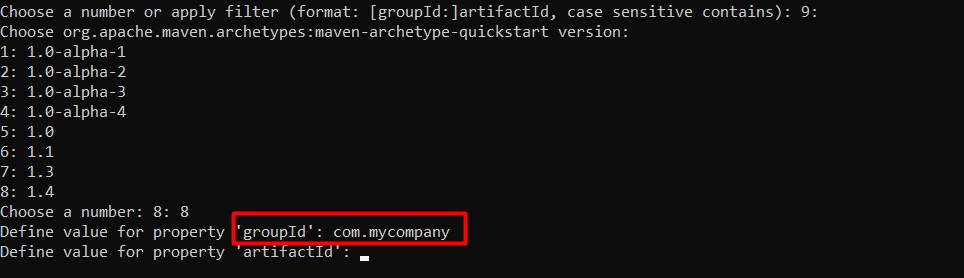 Choose a number or apply filter (format: [groupId:]artifactId, case sensitive contains): 9:
Choose org.apache.maven.archetypes:maven-archetype-quickstart version:
1: 1.0-alpha-1
2: 1.0-alpha-2
3: 1.0-alpha-3
4: 1.0-alpha-4
5: 1.0
6: 1.1
7: 1.3
8: 1.4
Choose a number: 8: 8
Define value for property 'groupId': com.mycompany
Define value for property 'artifactId':